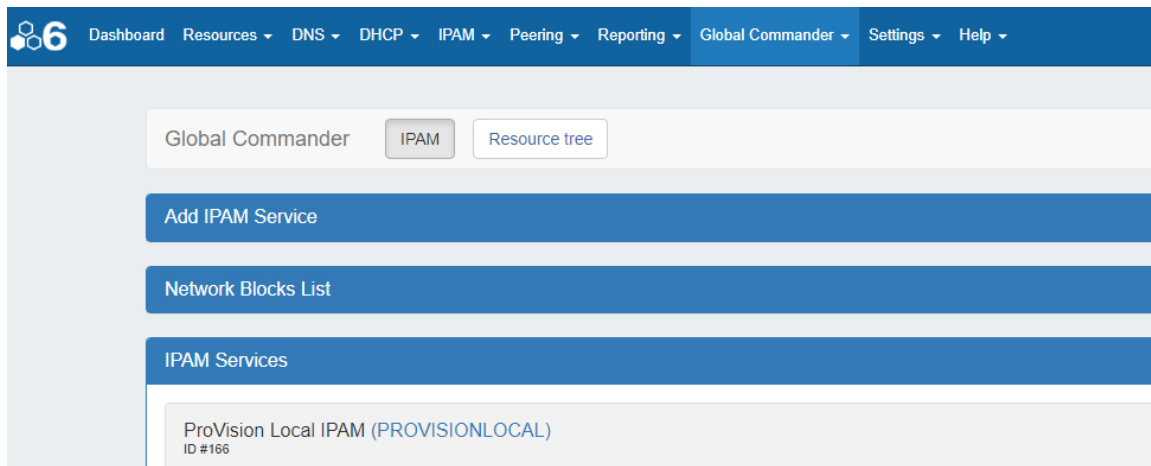 6 Dashboard Resources DNS DHCP IPAM Peering Reporting Global Commander Settings Help
Global Commander IPAM Resource tree
Add IPAM Service
Network Blocks List
IPAM Services
ProVision Local IPAM (PROVISIONLOCAL)
ID #166